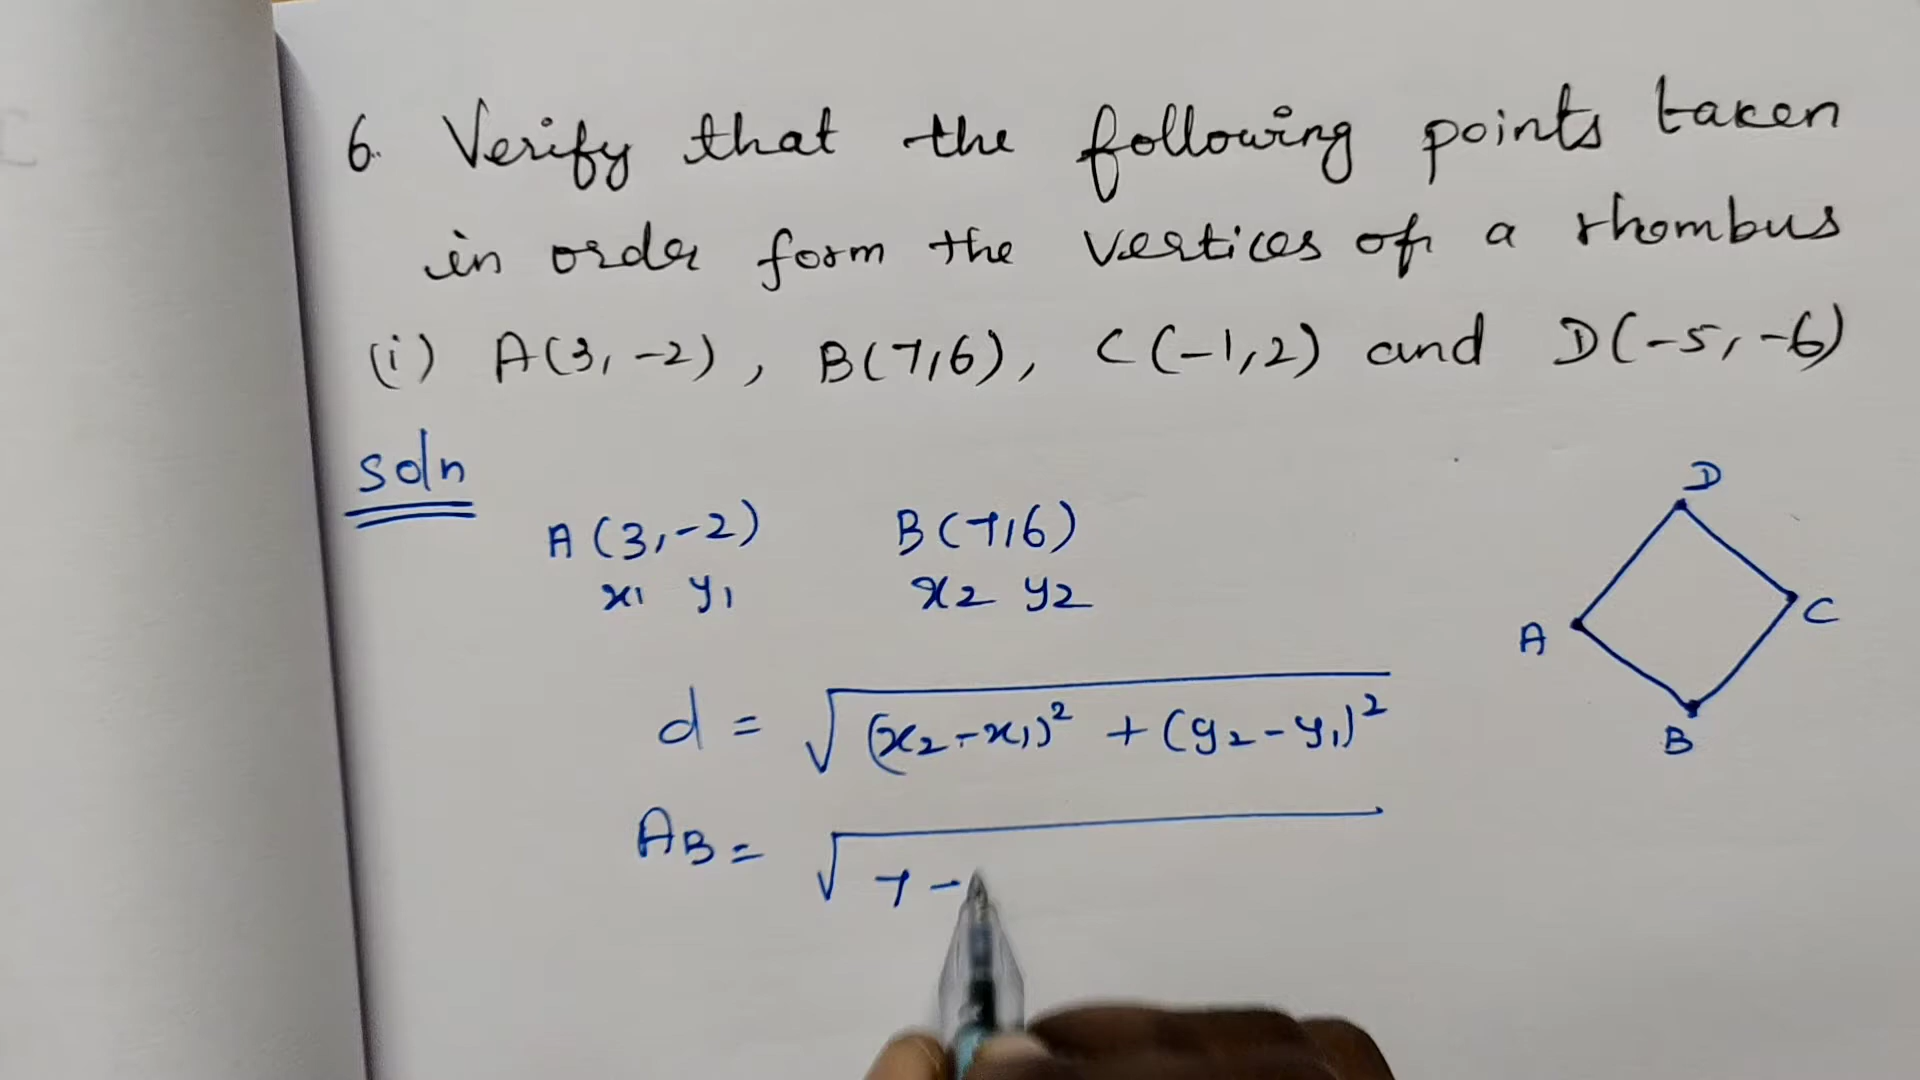 6. Verify that the following points taken
in order form the vertices of a rhombus
(i) A(3,-2), B(7,6), C(-1,2) and D(-5,-6)
soln
A(3,-2) B(7,6)
x1 y1 x2 y2
d = √(x₂-x₁)² + (y₂-y₁)²
AB = √7 -
D
A
C
B